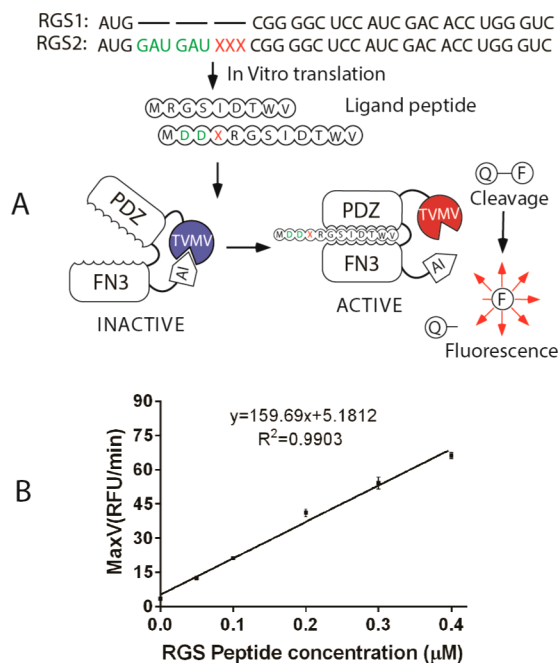 RGS1: AUG — — — CGG GGC UCC AUC GAC ACC UGG GUC
RGS2: AUG GAU GAU XXX CGG GGC UCC AUC GAC ACC UGG GUC
In Vitro translation
MRGSIDTWV
Ligand peptide
MDDXRGSIDTWV
A
PDZ
TVMV
AI
FN3
INACTIVE
PDZ
TVMV
MDDXRGSIDTWV
FN3
AI
ACTIVE
Q F
Cleavage
F
Q
Fluorescence
B
y=159.69x+5.1812
R²=0.9903
MaxV(RFU/min)
90
75
60
45
30
15
0
0.0 0.1 0.2 0.3 0.4
RGS Peptide concentration (µM)